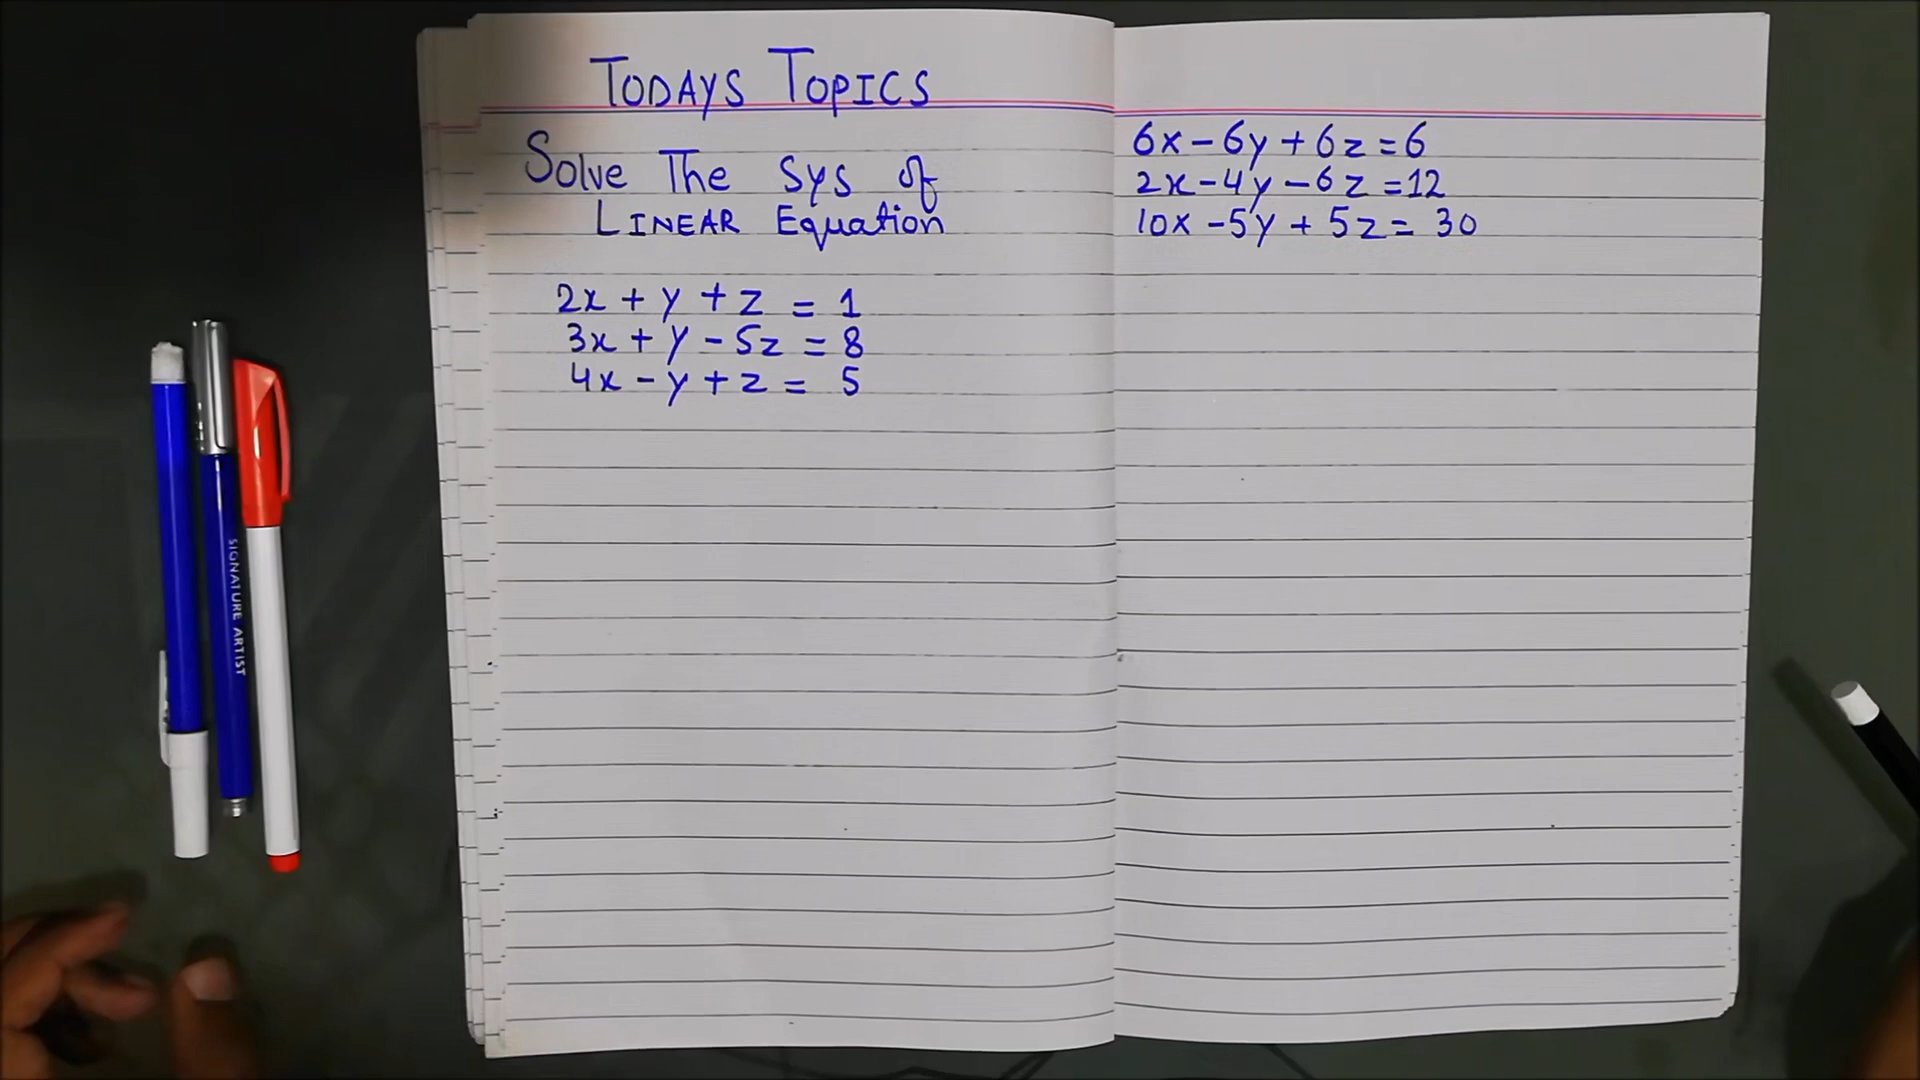 TODAYS TOPICS
Solve The Sys of
LINEAR Equation
2x + y + z = 1
3x + y - 5z = 8
4x - y + z = 5
6x - 6y + 6z = 6
2x - 4y - 6z = 12
10x - 5y + 5z = 30
SIGNATURE ARTIST